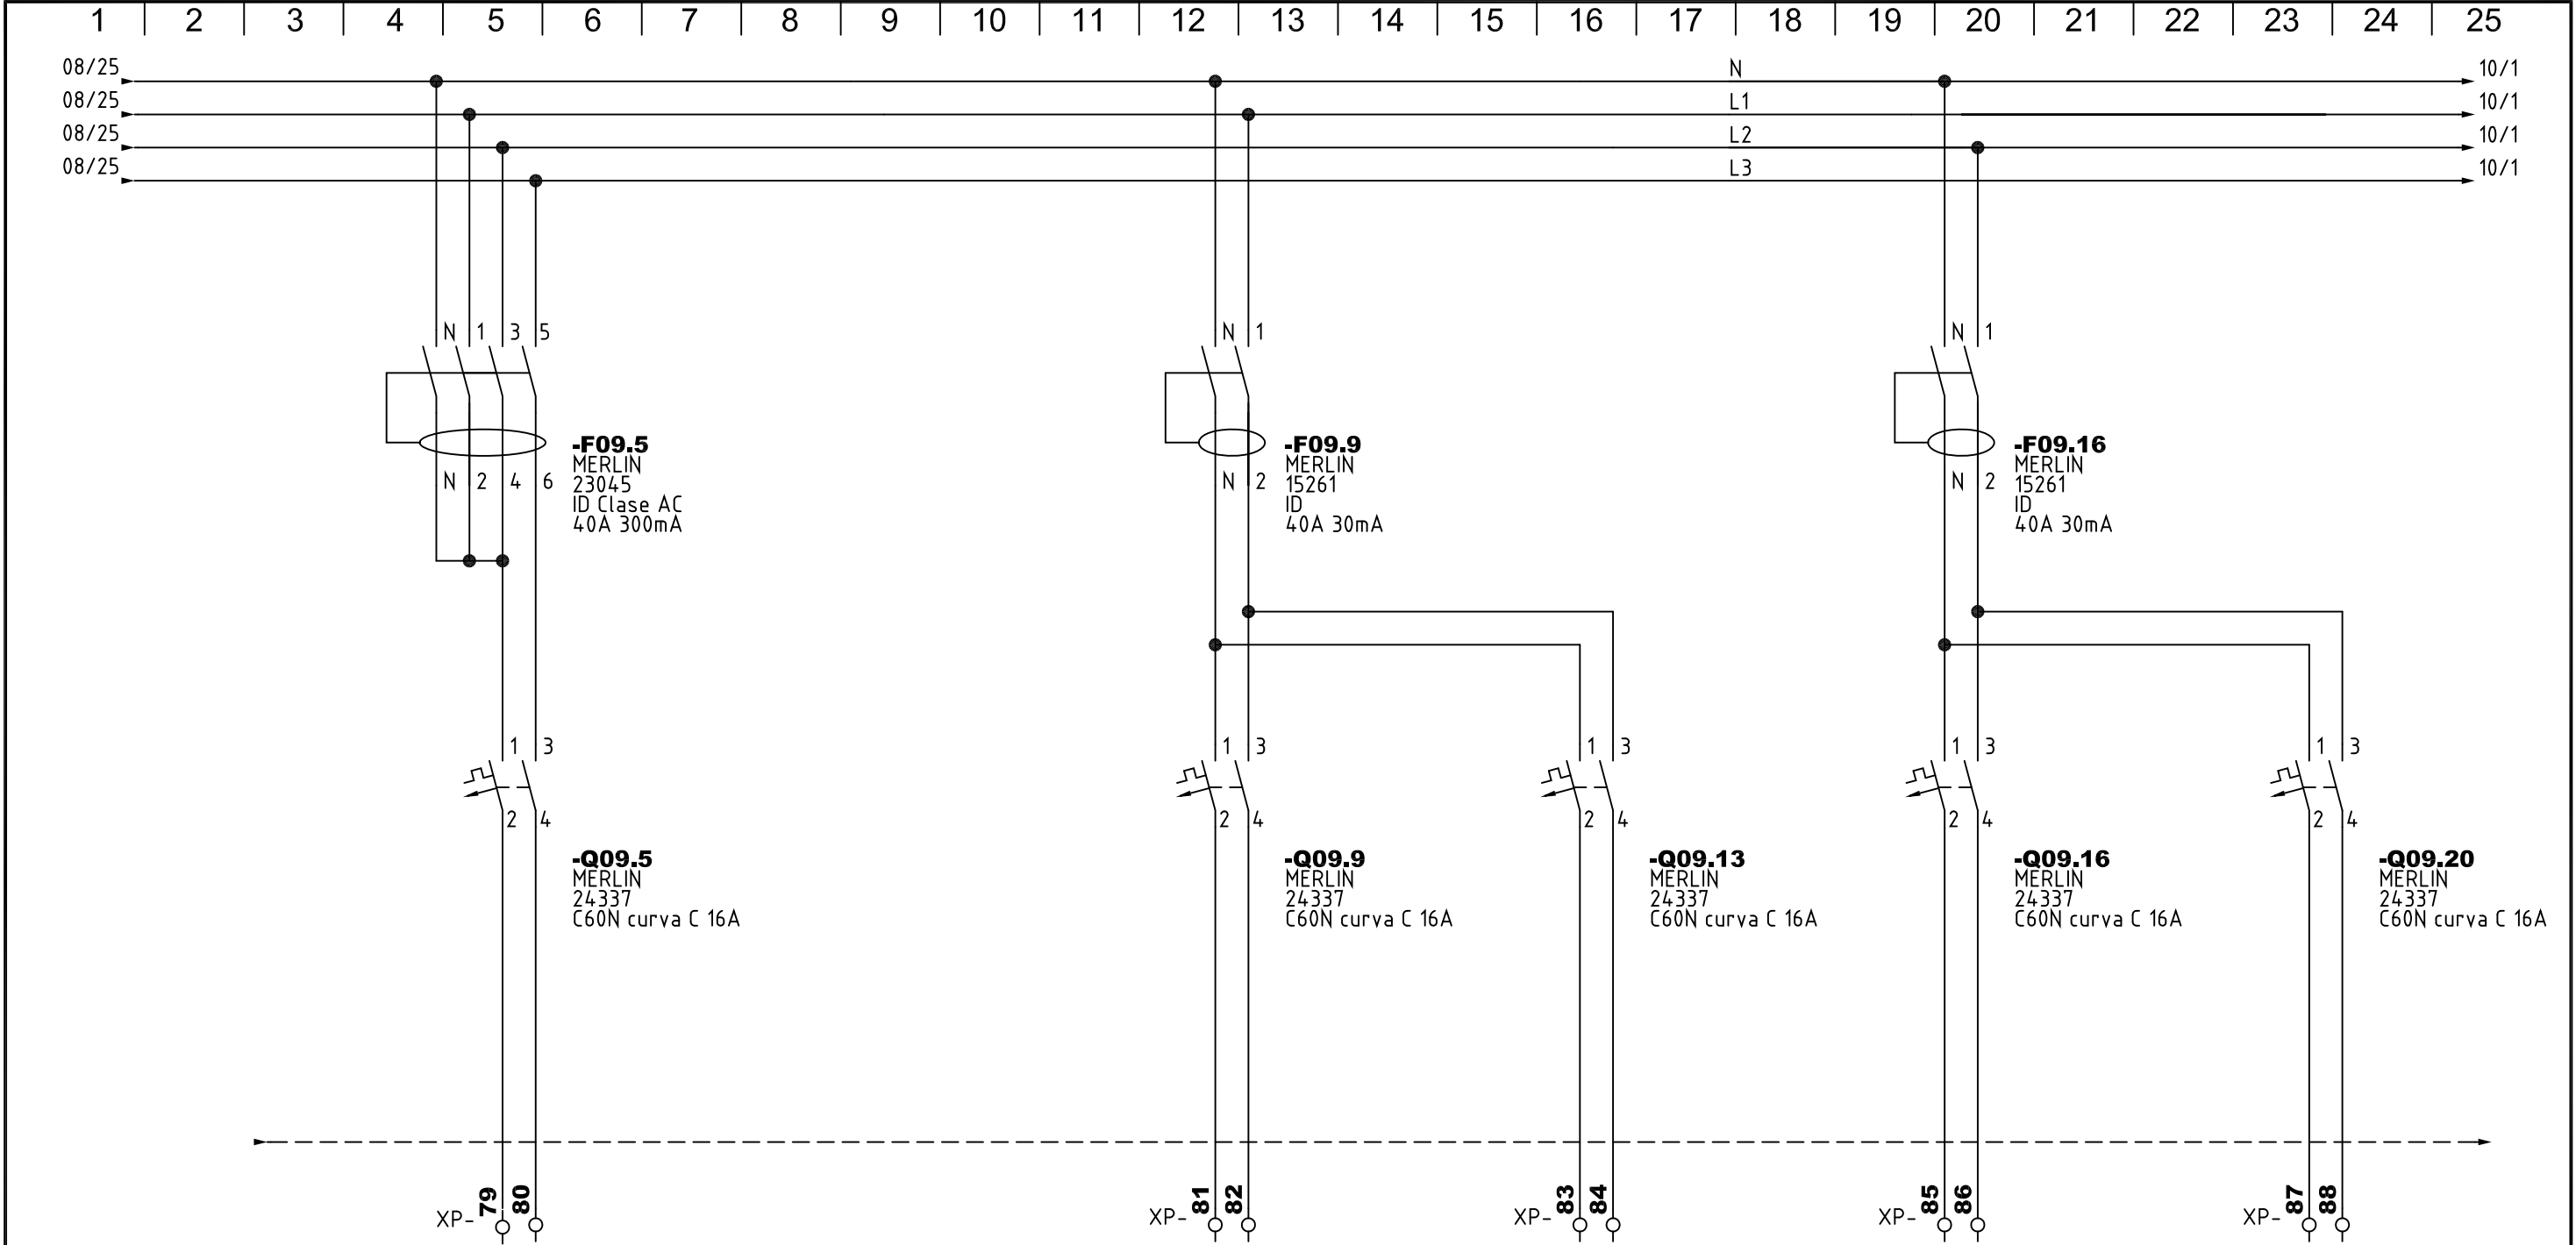 1 2 3 4 5 6 7 8 9 10 11 12 13 14 15 16 17 18 19 20 21 22 23 24 25
08/25 N 10/1
08/25 L1 10/1
08/25 L2 10/1
08/25 L3 10/1
N 1 3 5
N 1
N 1
-F09.5
MERLIN
23045
ID Clase AC
40A 300mA
N 2 4 6
-F09.9
MERLIN
15261
ID
40A 30mA
N 2
-F09.16
MERLIN
15261
ID
40A 30mA
N 2
1 3
1 3
1 3
1 3
1 3
2 4
2 4
2 4
2 4
2 4
-Q09.5
MERLIN
24337
C60N curva C 16A
-Q09.9
MERLIN
24337
C60N curva C 16A
-Q09.13
MERLIN
24337
C60N curva C 16A
-Q09.16
MERLIN
24337
C60N curva C 16A
-Q09.20
MERLIN
24337
C60N curva C 16A
XP- 79 80
XP- 81 82
XP- 83 84
XP- 85 86
XP- 87 88